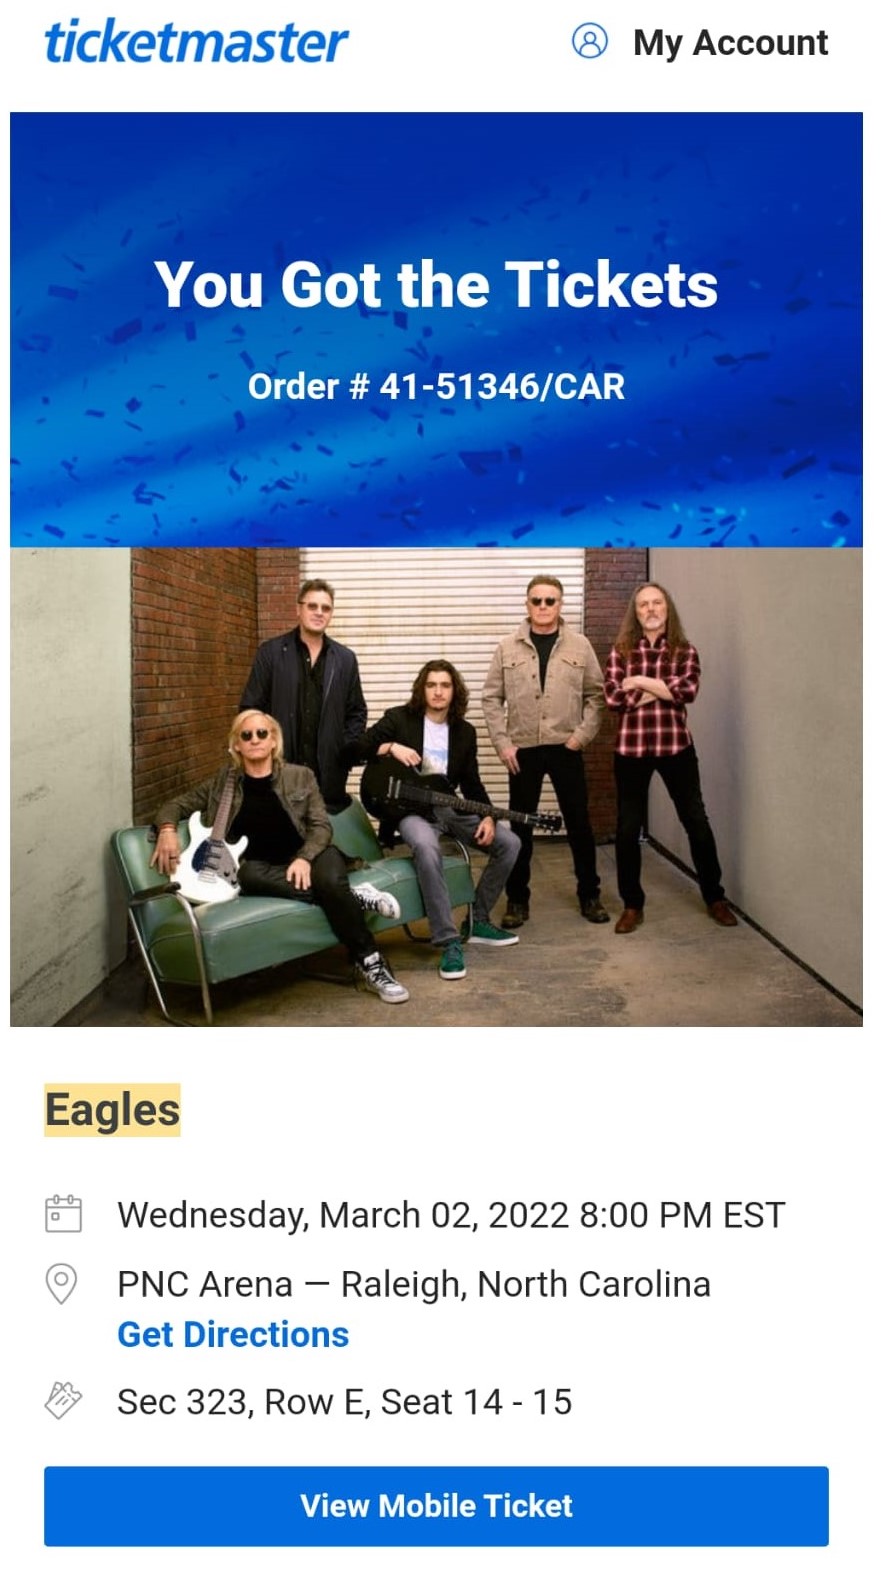 ticketmaster
My Account
You Got the Tickets
Order # 41-51346/CAR
Eagles
Wednesday, March 02, 2022 8:00 PM EST
PNC Arena — Raleigh, North Carolina
Get Directions
Sec 323, Row E, Seat 14 - 15
View Mobile Ticket